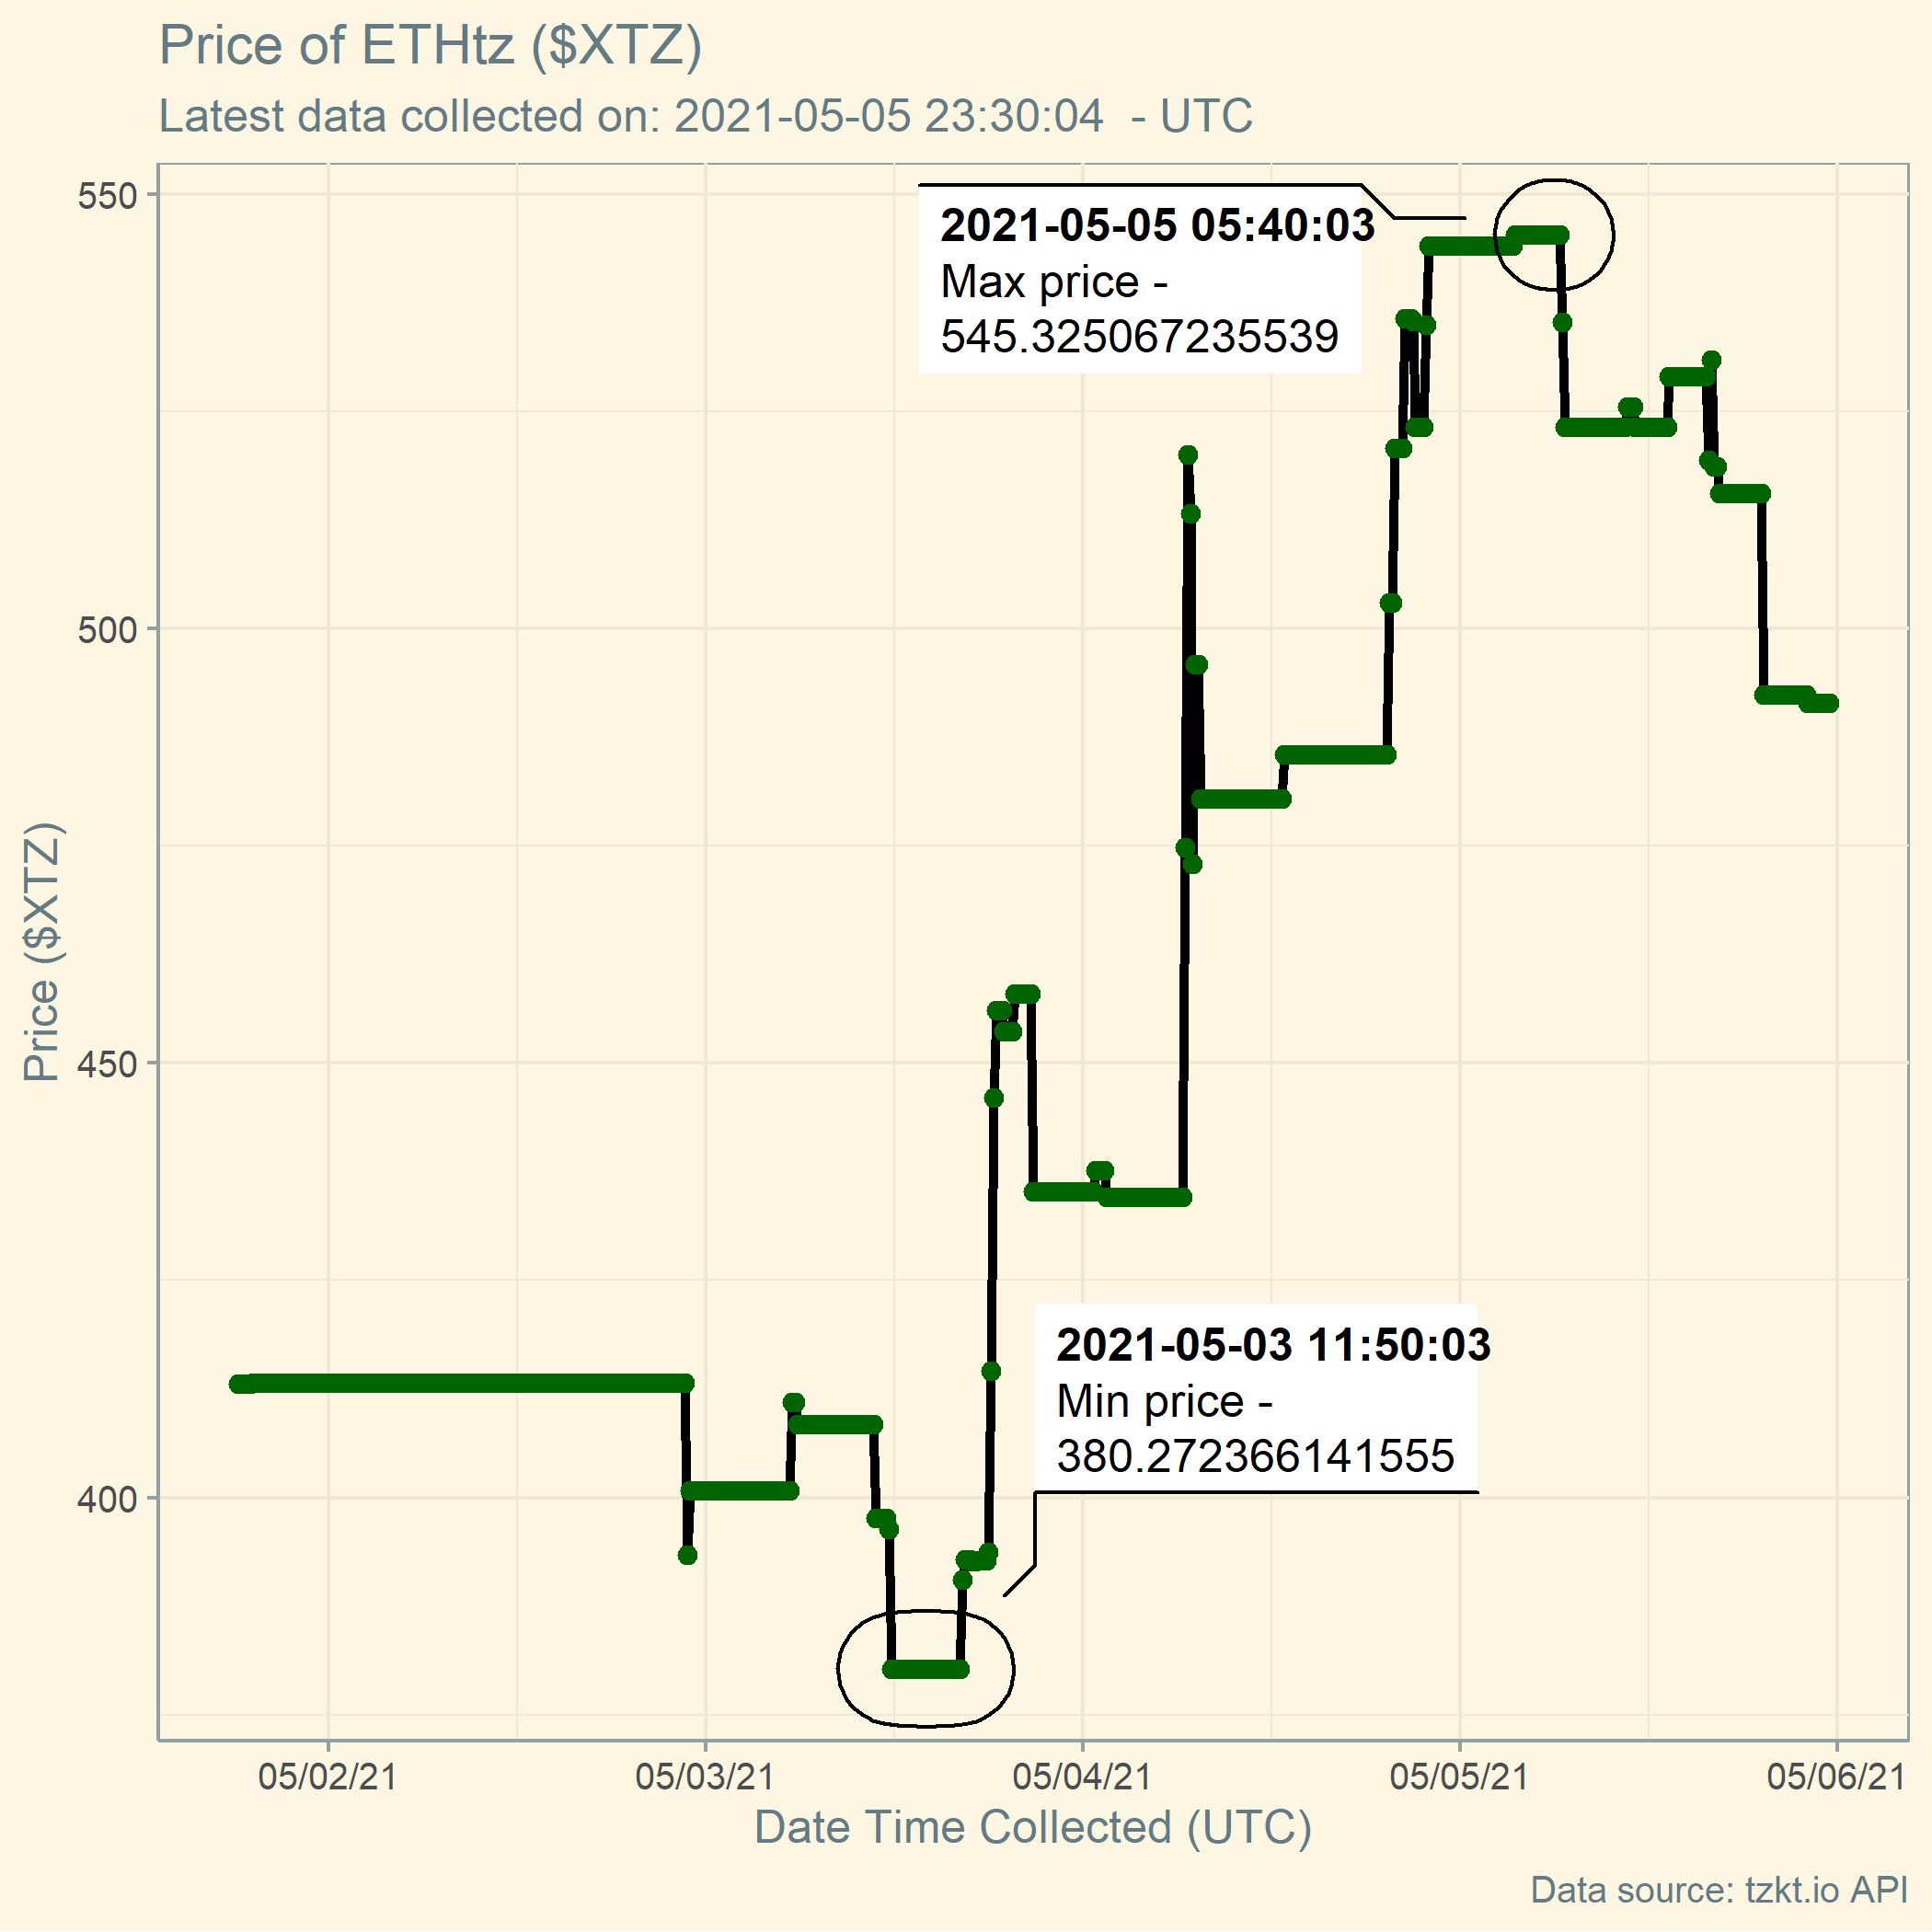 Price of ETHtz ($XTZ)
Latest data collected on: 2021-05-05 23:30:04  - UTC
550
500
450
400
Price ($XTZ)
2021-05-05 05:40:03
Max price -
545.325067235539
2021-05-03 11:50:03
Min price -
380.272366141555
05/02/21
05/03/21
05/04/21
05/05/21
05/06/21
Date Time Collected (UTC)
Data source: tzkt.io API